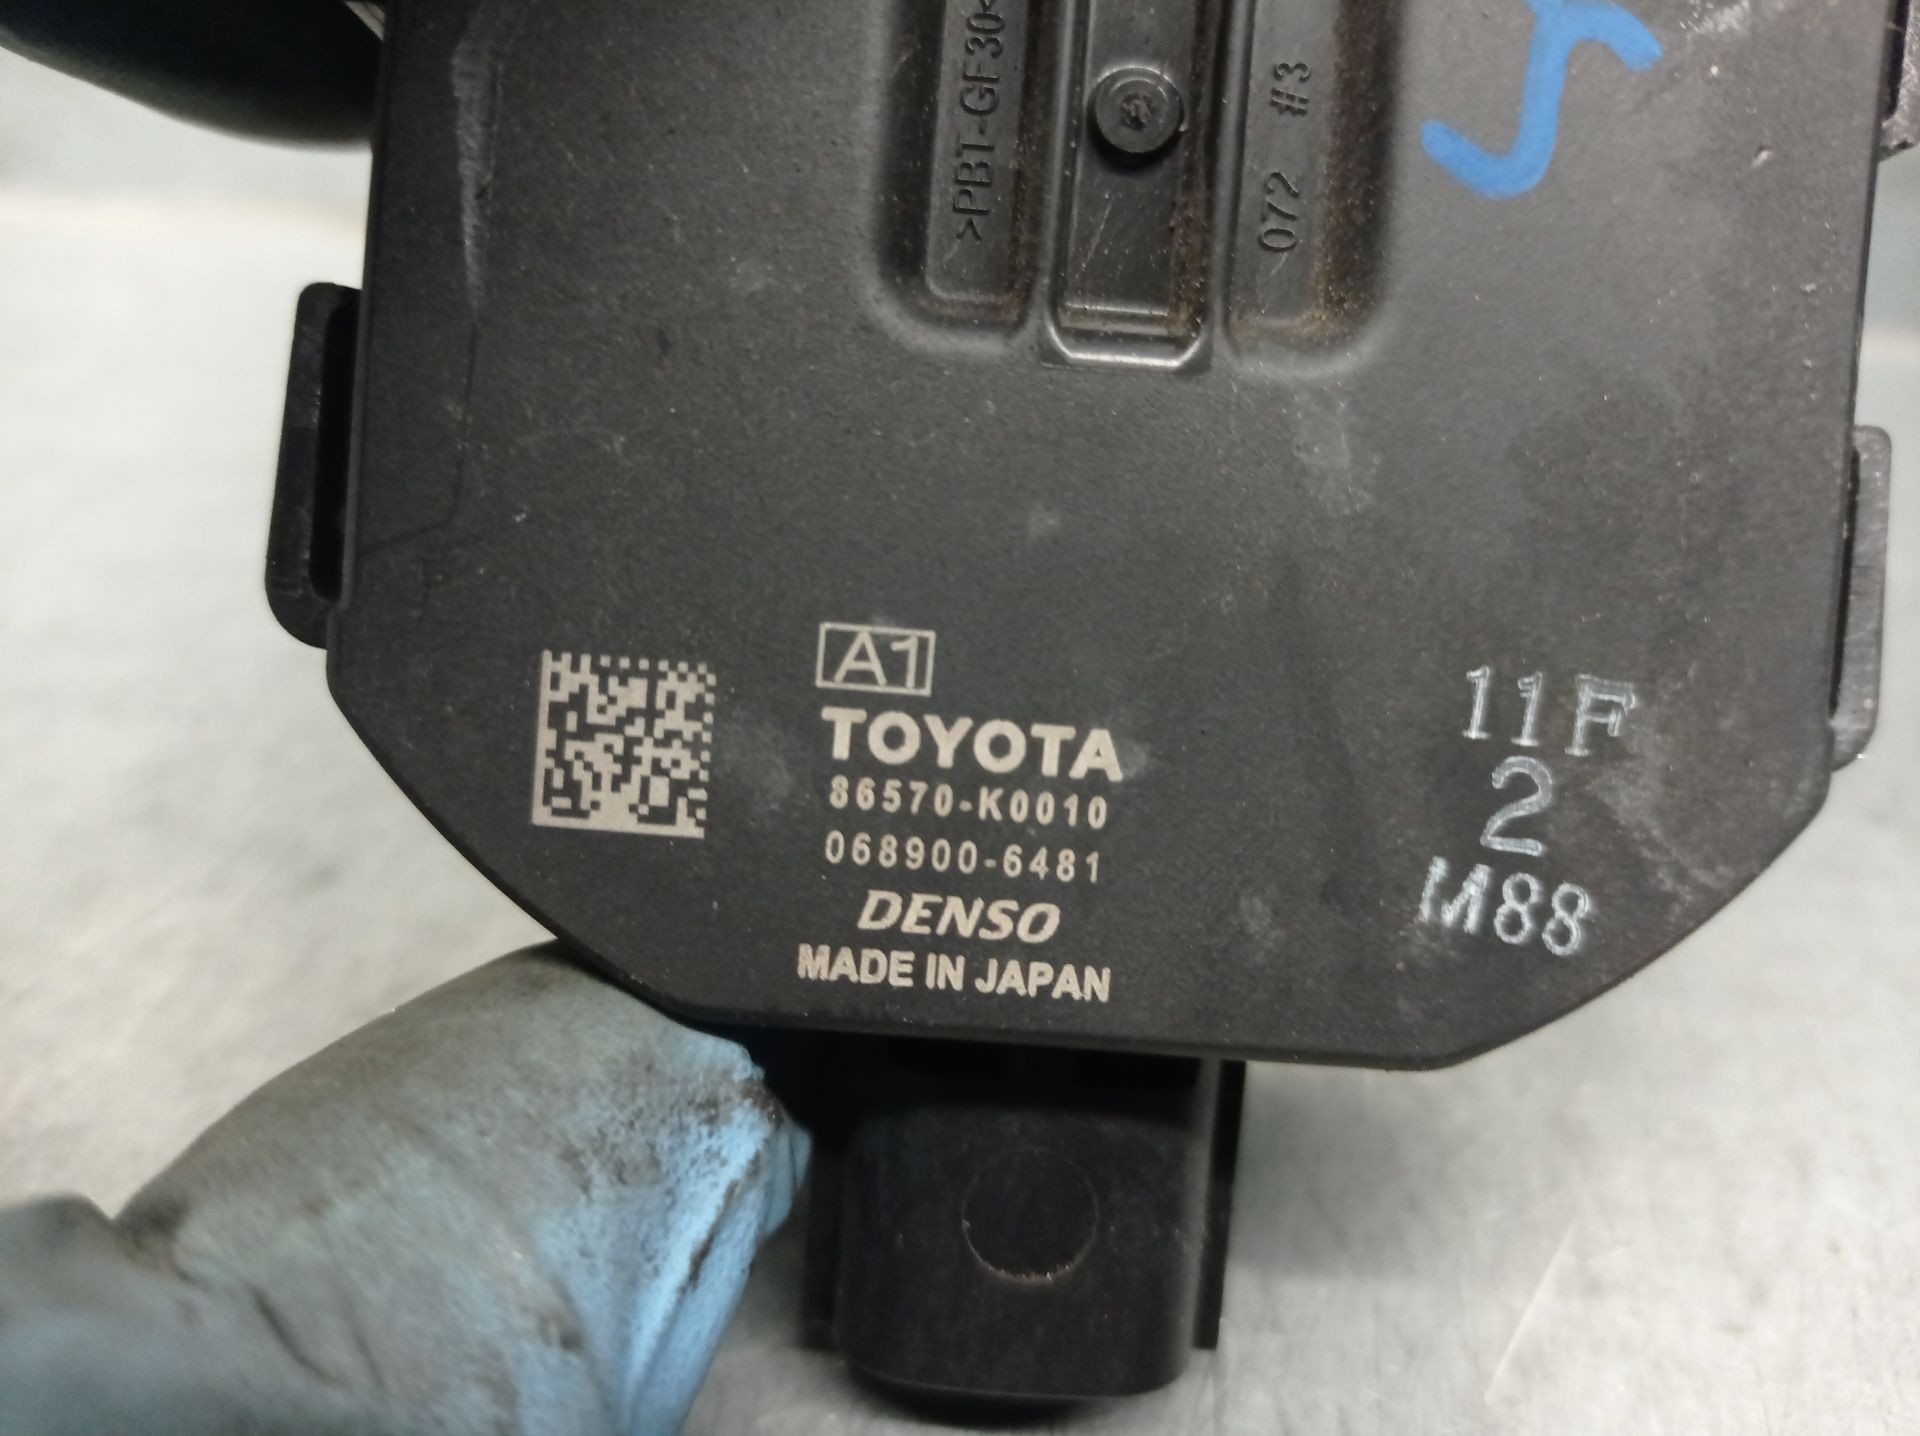 >PBT-GF30<
072 #3
A1
TOYOTA
86570-K0010
068900-6481
DENSO
MADE IN JAPAN
11F
2
M88